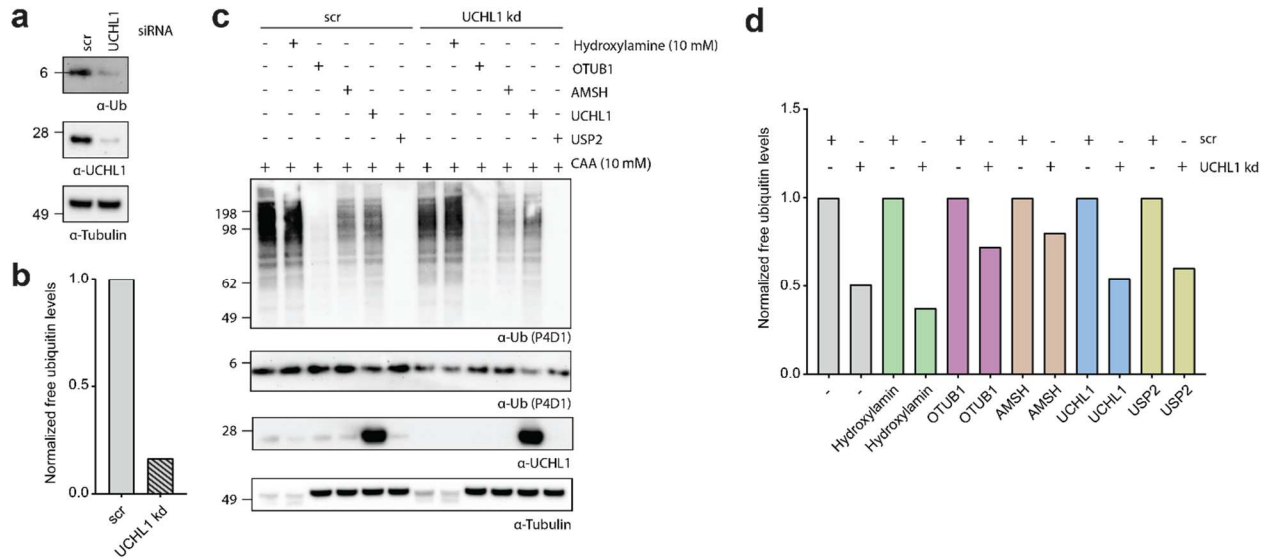 a
scr
UCHL1
siRNA
6
α-Ub
28
α-UCHL1
49
α-Tubulin
b
Normalized free ubiquitin levels
1.0
0.5
0.0
scr
UCHL1 kd
c
scr UCHL1 kd
- + - - - - - + - - - - Hydroxylamine (10 mM)
- - + - - - - - + - - - OTUB1
- - - + - - - - - + - - AMSH
- - - - + - - - - - + - UCHL1
- - - - - + - - - - - + USP2
+ + + + + + + + + + + + CAA (10 mM)
198
98
62
49
α-Ub (P4D1)
6
α-Ub (P4D1)
28
α-UCHL1
49
α-Tubulin
d
Normalized free ubiquitin levels
1.5
1.0
0.5
0.0
+ - + - + - + - + - + - scr
- + - + - + - + - + - + UCHL1 kd
-
-
Hydroxylamin
Hydroxylamin
OTUB1
OTUB1
AMSH
AMSH
UCHL1
UCHL1
USP2
USP2